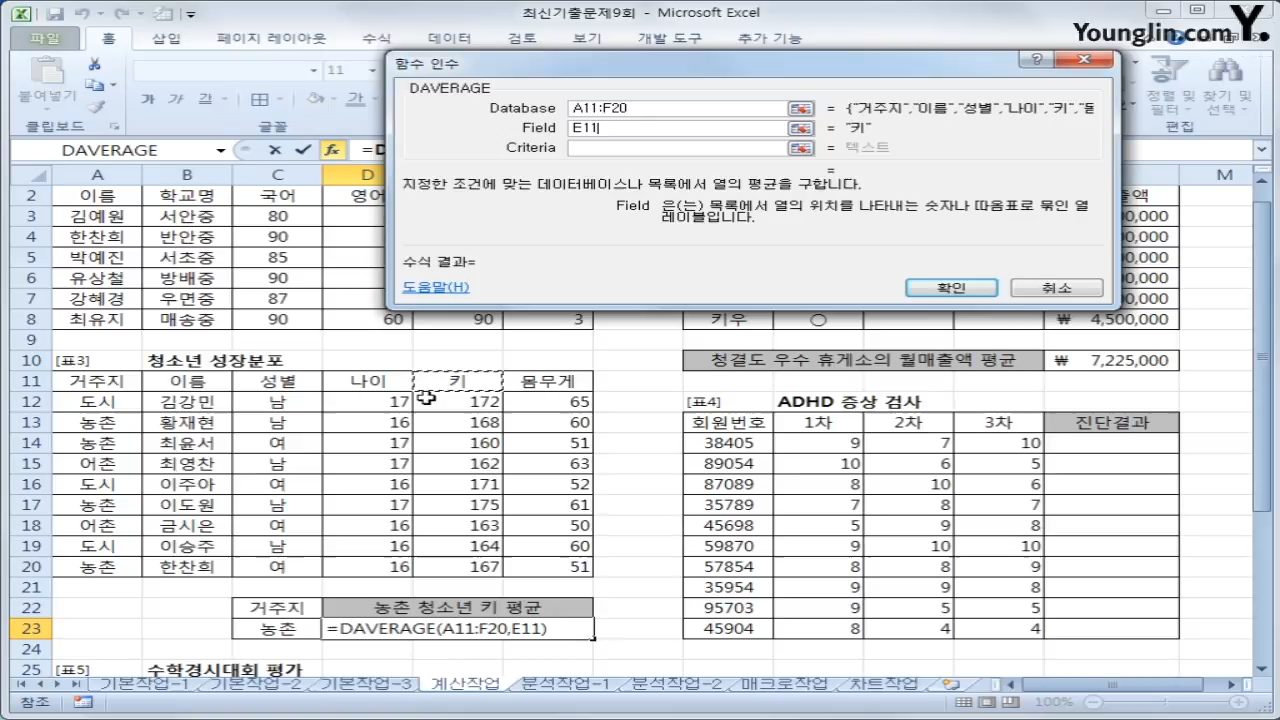 최신기출문제9회 - Microsoft Excel
Younglin.com Y.
파일 홈 삽입 페이지 레이아웃 수식 데이터 검토 보기 개발 도구 추가 기능
붙여넣기
11
가 가 가
정렬 및 필터 찾기 및 선택
클립보드 글꼴 편집
함수 인수
DAVERAGE
Database A11:F20 = {"거주지","이름","성별","나이","키","몸
Field E11 = "키"
Criteria = 텍스트
=
지정한 조건에 맞는 데이터베이스나 목록에서 열의 평균을 구합니다.
Field 은(는) 목록에서 열의 위치를 나타내는 숫자나 따옴표로 묶인 열
레이블입니다.
수식 결과=
도움말(H) 확인 취소
DAVERAGE fx =D
A B C D M
2 이름 학교명 국어 영어 액
3 김예원 서안중 80 00,000
4 한찬희 반안중 90 00,000
5 박예진 서초중 85 00,000
6 유상철 방배중 90 00,000
7 강혜경 우면중 87 00,000
8 최유지 매송중 90 60 90 3 키우 ○ ₩ 4,500,000
9
10 [표3] 청소년 성장분포 청결도 우수 휴게소의 월매출액 평균 ₩ 7,225,000
11 거주지 이름 성별 나이 키 몸무게
12 도시 김강민 남 17 172 65 [표4] ADHD 증상 검사
13 농촌 황재현 남 16 168 60 회원번호 1차 2차 3차 진단결과
14 농촌 최윤서 여 17 160 51 38405 9 7 10
15 어촌 최영찬 남 17 162 63 89054 10 6 5
16 도시 이주아 여 16 171 52 87089 8 10 6
17 농촌 이도원 남 17 175 61 35789 7 8 7
18 어촌 금시은 여 16 163 50 45698 5 9 8
19 도시 이승주 남 16 164 60 59870 9 10 10
20 농촌 한찬희 여 16 167 51 57854 8 8 9
21 35954 9 9 8
22 거주지 농촌 청소년 키 평균 95703 9 5 5
23 농촌 =DAVERAGE(A11:F20,E11) 45904 8 4 4
24
25 [표5] 수학경시대회 평가
기본작업-1 기본작업-2 기본작업-3 계산작업 분석작업-1 분석작업-2 매크로작업 차트작업
참조 100%